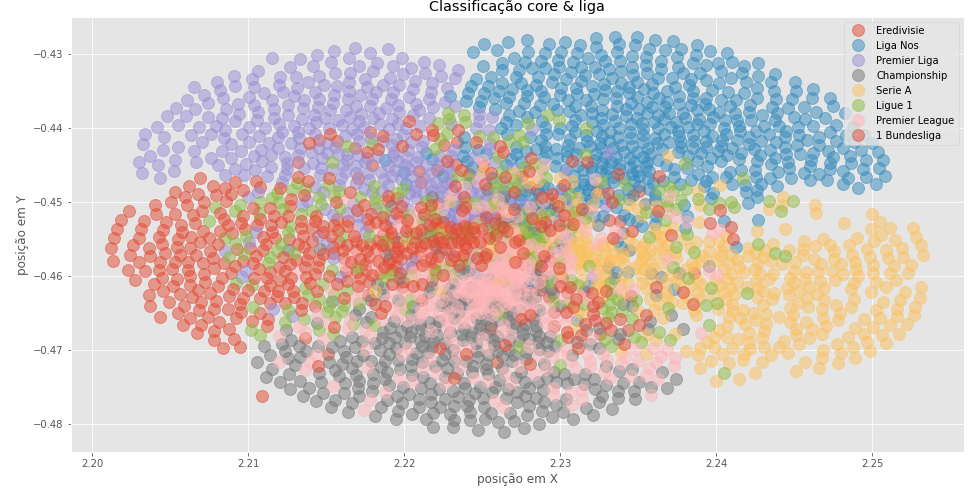 Classificação core & liga
Eredivisie
Liga Nos
Premier Liga
Championship
Serie A
Ligue 1
Premier League
1 Bundesliga
posição em Y
−0.43
−0.44
−0.45
−0.46
−0.47
−0.48
2.20 2.21 2.22 2.23 2.24 2.25
posição em X